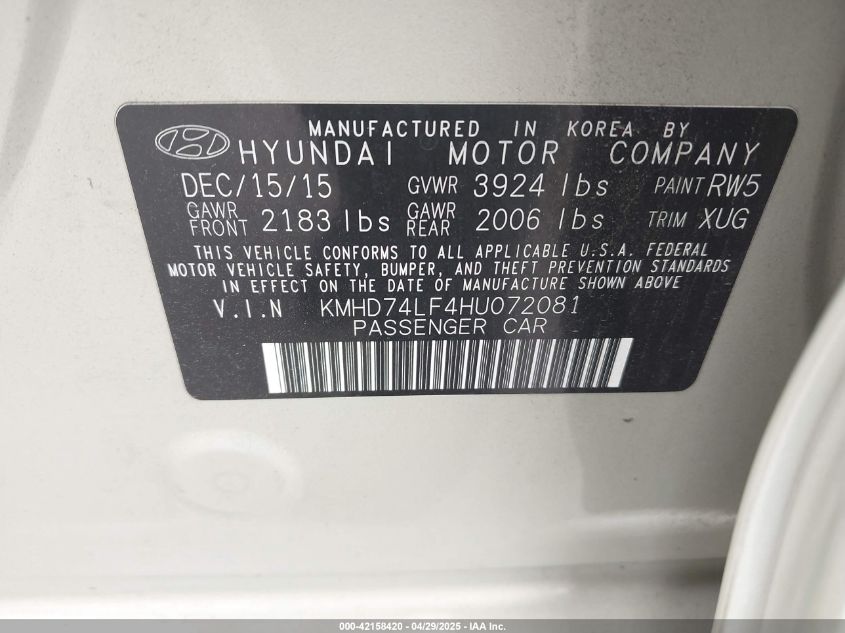 MANUFACTURED IN KOREA BY
HYUNDAI MOTOR COMPANY
DEC/15/15 GVWR 3924 lbs PAINT RW5
GAWR FRONT 2183 lbs GAWR REAR 2006 lbs TRIM XUG
THIS VEHICLE CONFORMS TO ALL APPLICABLE U.S.A. FEDERAL
MOTOR VEHICLE SAFETY, BUMPER, AND THEFT PREVENTION STANDARDS
IN EFFECT ON THE DATE OF MANUFACTURE SHOWN ABOVE
V.I.N KMHD74LF4HU072081
PASSENGER CAR
000-42158420 - 04/29/2025 - IAA Inc.